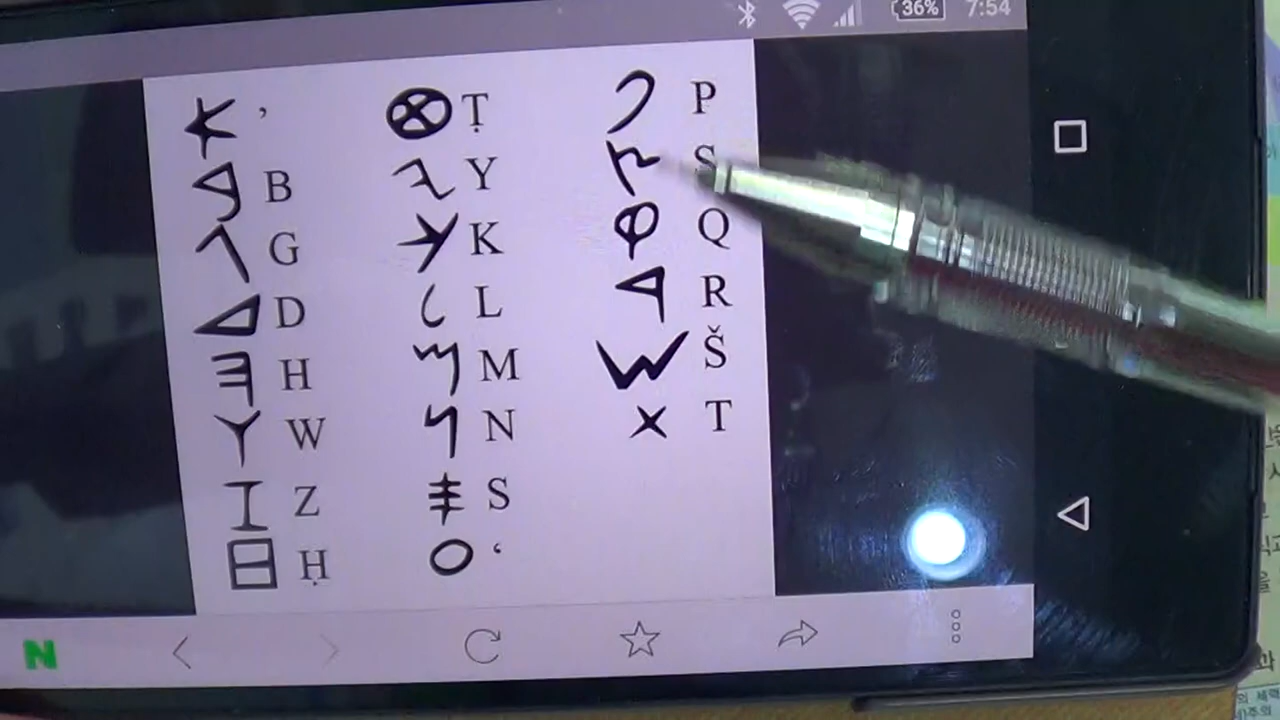 36% 7:54
𐤀 ʼ
𐤁 B
𐤂 G
𐤃 D
𐤄 H
𐤅 W
𐤆 Z
𐤇 Ḥ
𐤈 Ṭ
𐤉 Y
𐤊 K
𐤋 L
𐤌 M
𐤍 N
𐤎 S
𐤏 ʻ
𐤐 P
𐤑 S
𐤒 Q
𐤓 R
𐤔 Š
𐤕 T
N